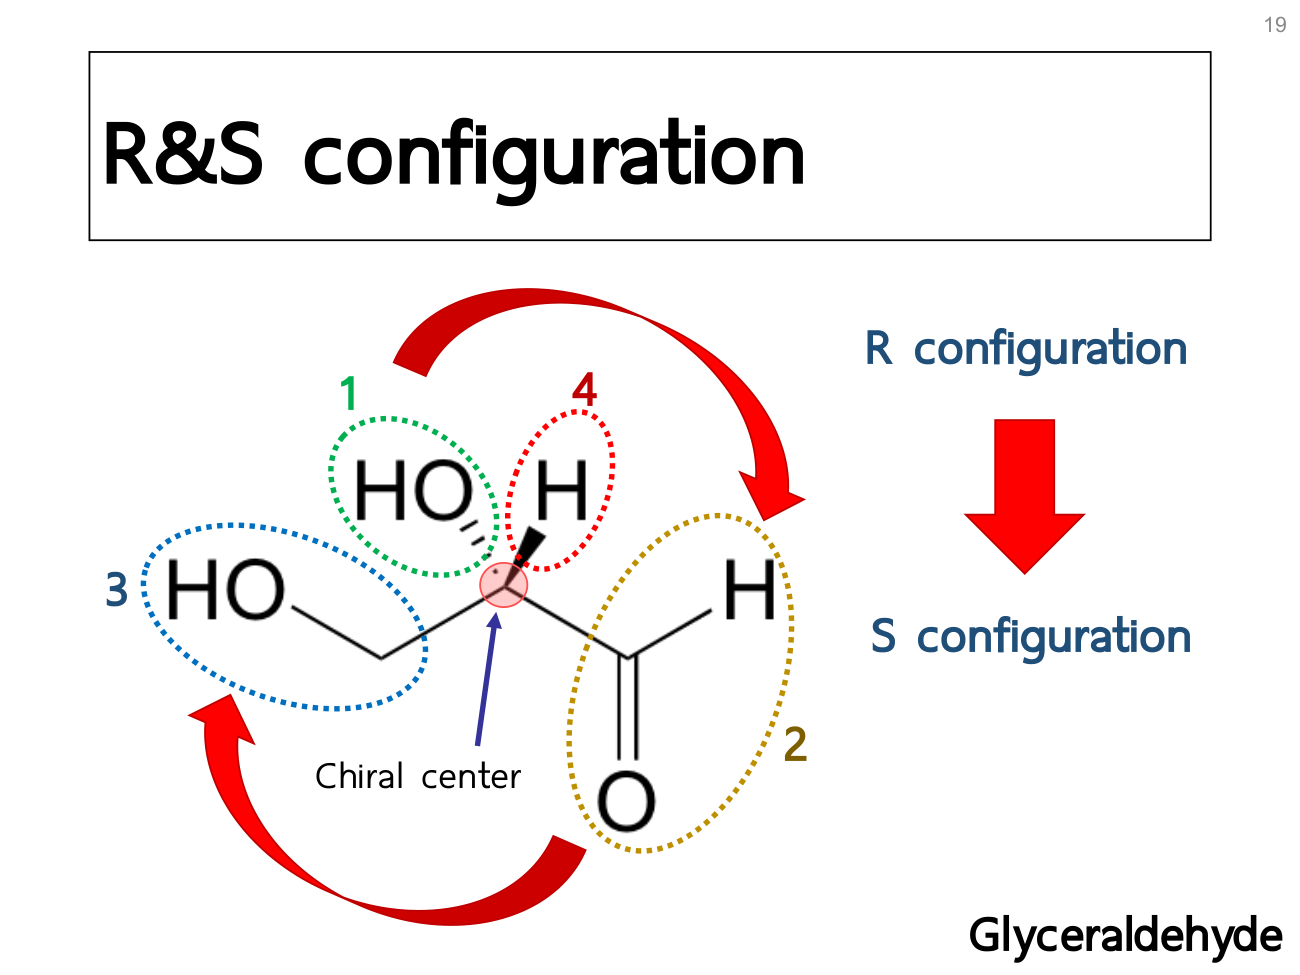 19
R&S configuration
R configuration
1
4
HO
H
3
HO
H
S configuration
2
Chiral center
O
Glyceraldehyde